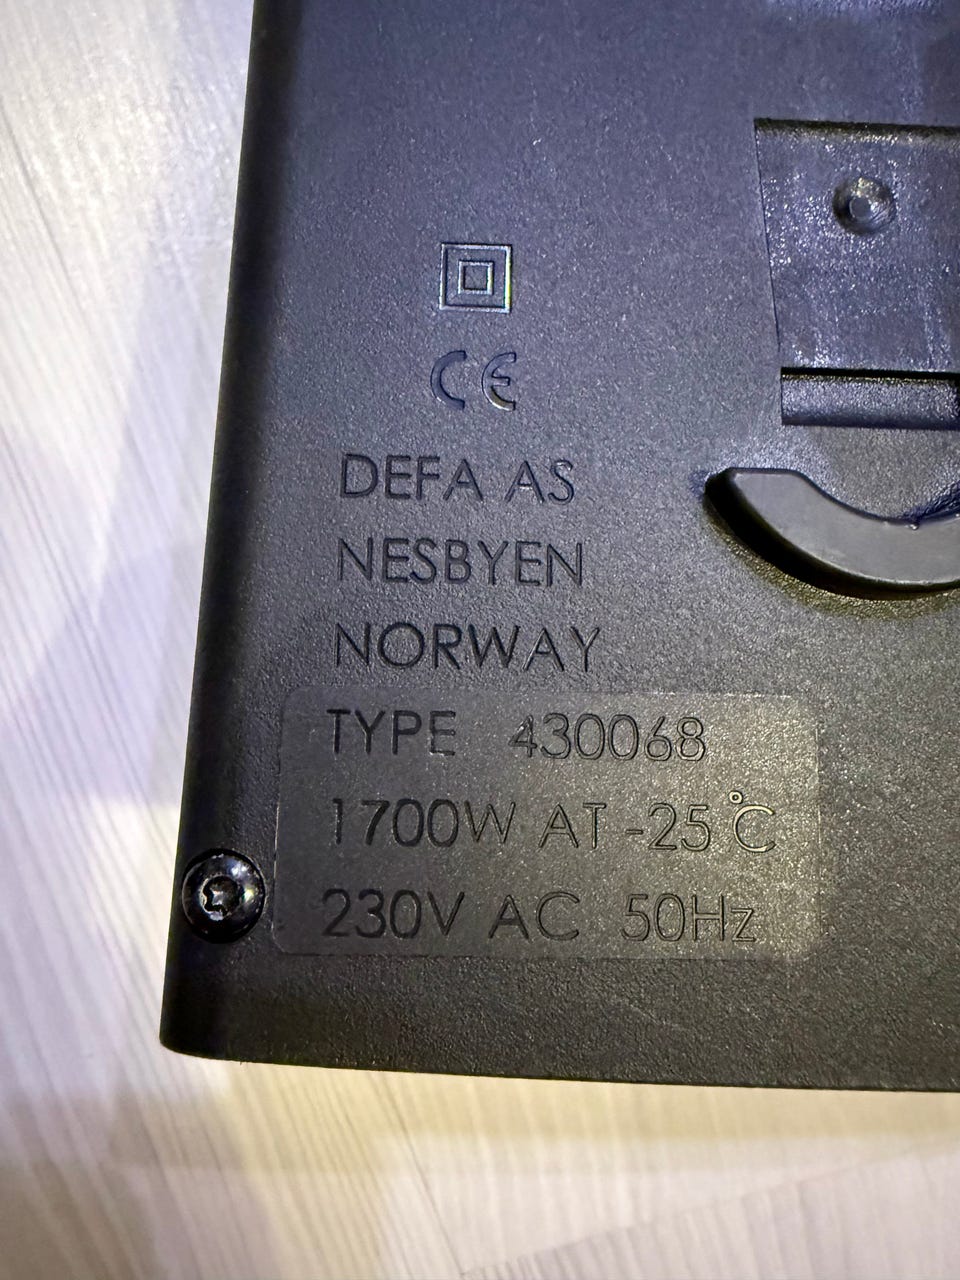 CE
DEFA AS
NESBYEN
NORWAY
TYPE 430068
1700W AT -25°C
230V AC 50Hz